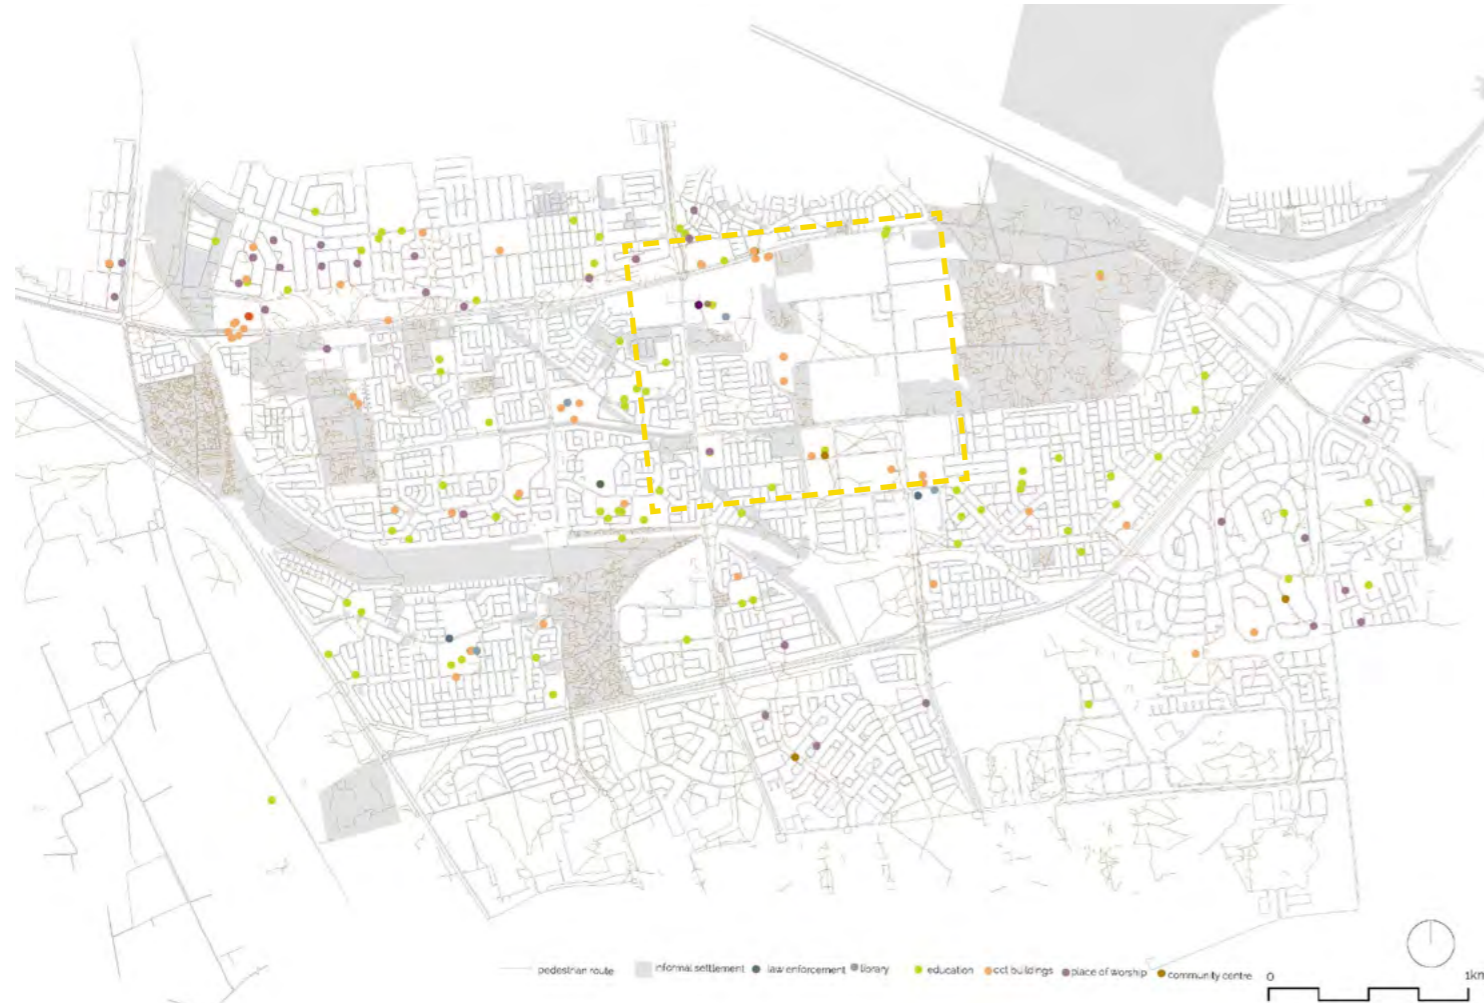 pedestrian route informal settlement law enforcement library education cct buildings place of worship community centre 0 1km